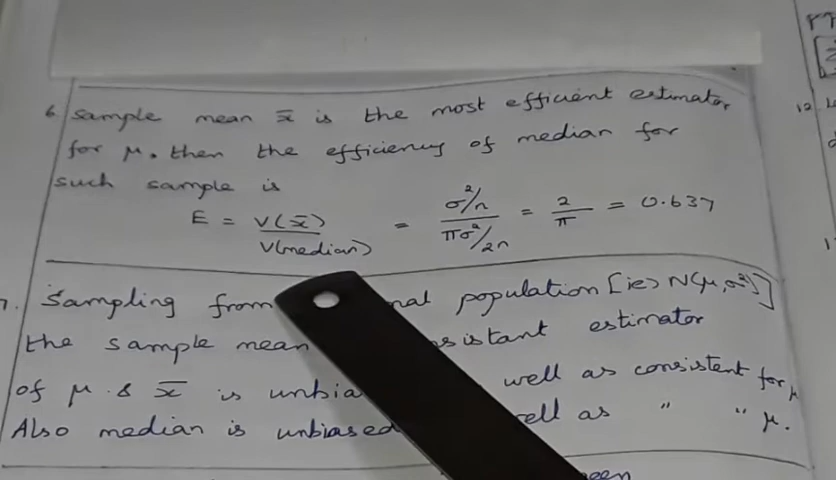 6. Sample mean x̄ is the most efficient estimator
for μ. then the efficiency of median for
such sample is
E = V(x̄) / V(median) = σ²/n / πσ²/2n = 2/π = 0.637
7. Sampling from nal population [ie) N(μ, σ²)]
the sample mean sistant estimator
of μ & x̄ is unbia well as consistent for μ
Also median is unbiased ell as " " μ.
een
12